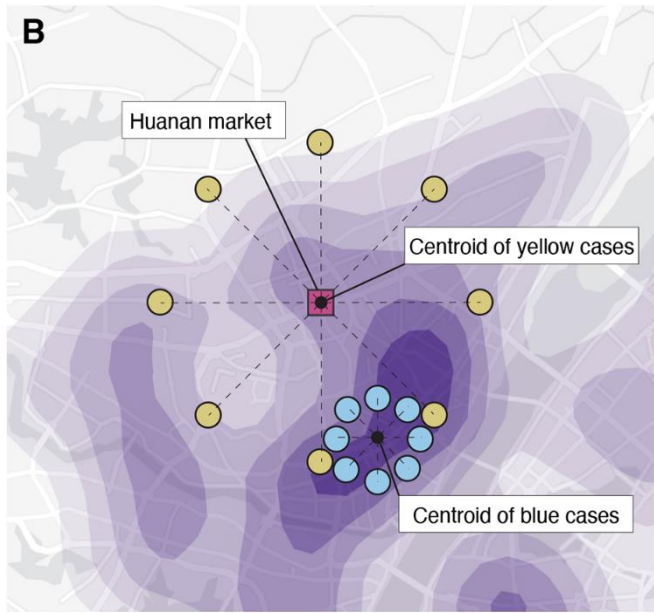 B
Huanan market
Centroid of yellow cases
Centroid of blue cases